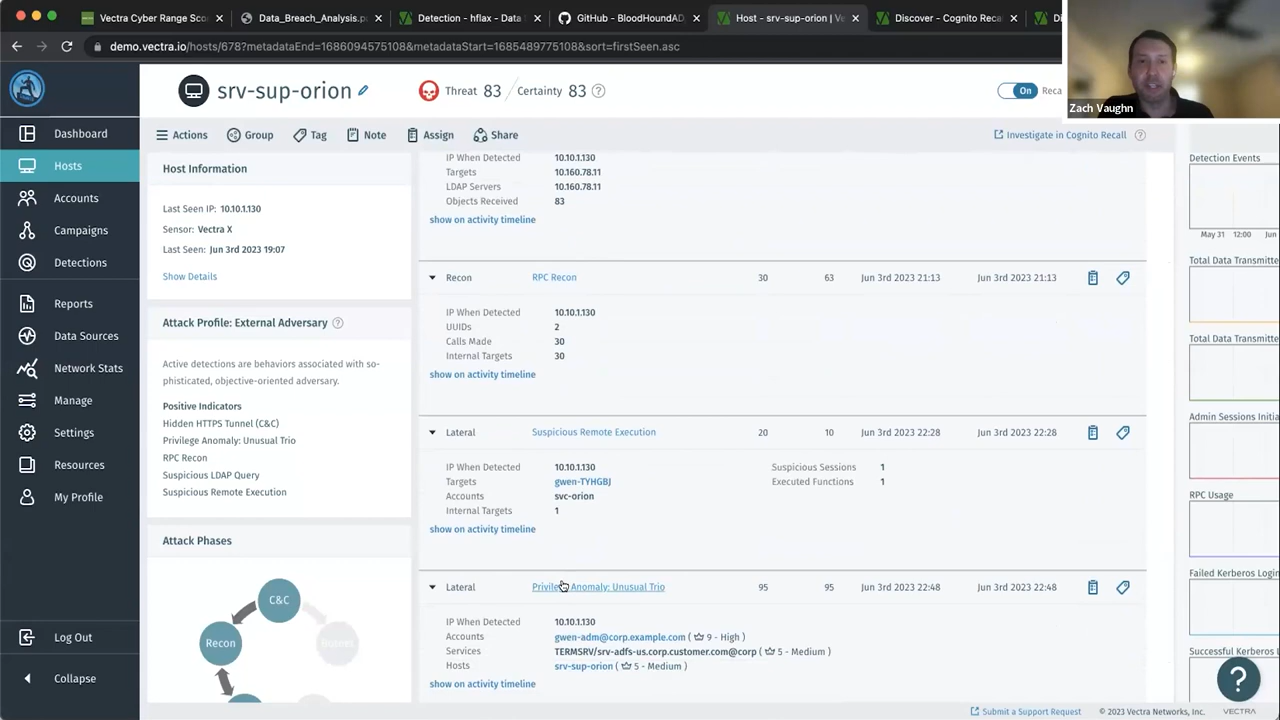 Vectra Cyber Range Sco
Data_Breach_Analysis.p
Detection - hflax - Data
GitHub - BloodHoundAD
Host - srv-sup-orion | V
Discover - Cognito Reca
demo.vectra.io/hosts/678?metadataEnd=1686094575108&metadataStart=1685489775108&sort=firstSeen.asc
Zach Vaughn
srv-sup-orion
Threat 83 / Certainty 83 ?
On
Reca
Actions
Group
Tag
Note
Assign
Share
Investigate in Cognito Recall ?
Dashboard
Hosts
Accounts
Campaigns
Detections
Reports
Data Sources
Network Stats
Manage
Settings
Resources
My Profile
Log Out
Collapse
Host Information
Last Seen IP: 10.10.1.130
Sensor: Vectra X
Last Seen: Jun 3rd 2023 19:07
Show Details
Attack Profile: External Adversary ?
Active detections are behaviors associated with so-
phisticated, objective-oriented adversary.
Positive Indicators
Hidden HTTPS Tunnel (C&C)
Privilege Anomaly: Unusual Trio
RPC Recon
Suspicious LDAP Query
Suspicious Remote Execution
Attack Phases
C&C
Recon
Botnet
IP When Detected 10.10.1.130
Targets 10.160.78.11
LDAP Servers 10.160.78.11
Objects Received 83
show on activity timeline
Recon RPC Recon 30 63 Jun 3rd 2023 21:13 Jun 3rd 2023 21:13
IP When Detected 10.10.1.130
UUIDs 2
Calls Made 30
Internal Targets 30
show on activity timeline
Lateral Suspicious Remote Execution 20 10 Jun 3rd 2023 22:28 Jun 3rd 2023 22:28
IP When Detected 10.10.1.130 Suspicious Sessions 1
Targets gwen-TYHGBJ Executed Functions 1
Accounts svc-orion
Internal Targets 1
show on activity timeline
Lateral Privilege Anomaly: Unusual Trio 95 95 Jun 3rd 2023 22:48 Jun 3rd 2023 22:48
IP When Detected 10.10.1.130
Accounts gwen-adm@corp.example.com ( 9 - High )
Services TERMSRV/srv-adfs-us.corp.customer.com@corp ( 5 - Medium )
Hosts srv-sup-orion ( 5 - Medium )
show on activity timeline
Detection Events
May 31 12:00 Jun
Total Data Transmitte
Total Data Transmitte
Admin Sessions Initia
RPC Usage
Failed Kerberos Login
Successful Kerberos L
?
Submit a Support Request © 2023 Vectra Networks, Inc. VECTRA